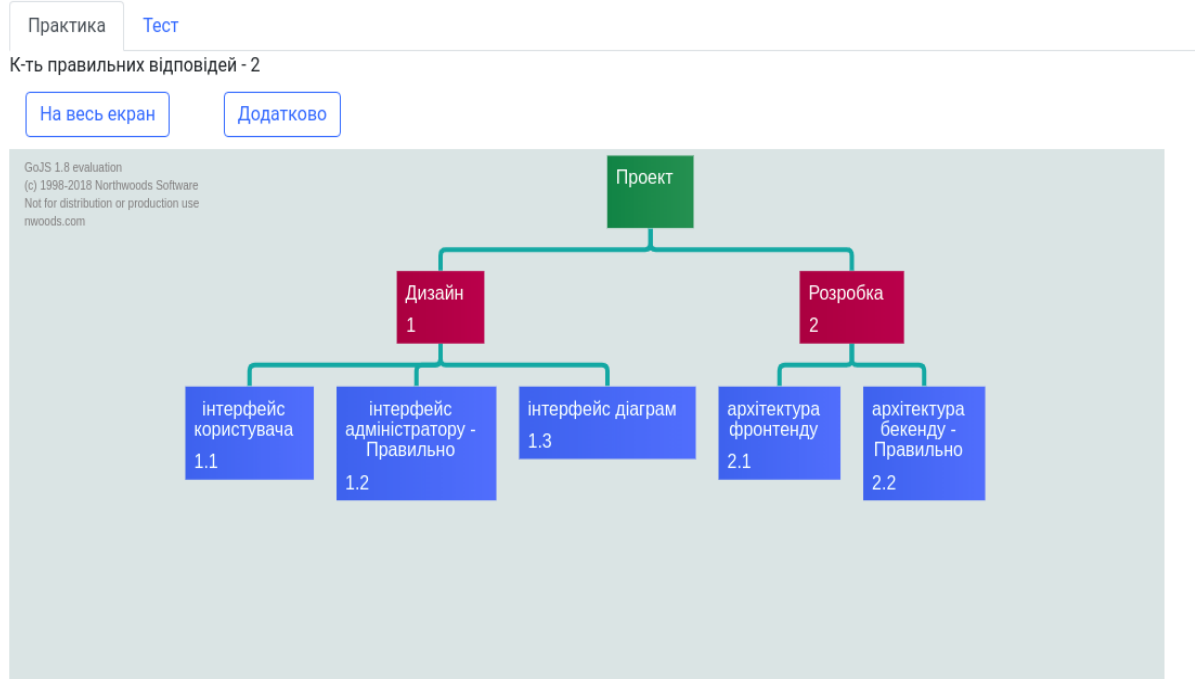 Практика
Тест
К-ть правильних відповідей - 2
На весь екран
Додатково
GoJS 1.8 evaluation
(c) 1998-2018 Northwoods Software
Not for distribution or production use
nwoods.com
Проект
Дизайн
1
Розробка
2
інтерфейс
користувача
1.1
інтерфейс
адміністратору -
Правильно
1.2
інтерфейс діаграм
1.3
архітектура
фронтенду
2.1
архітектура
бекенду -
Правильно
2.2